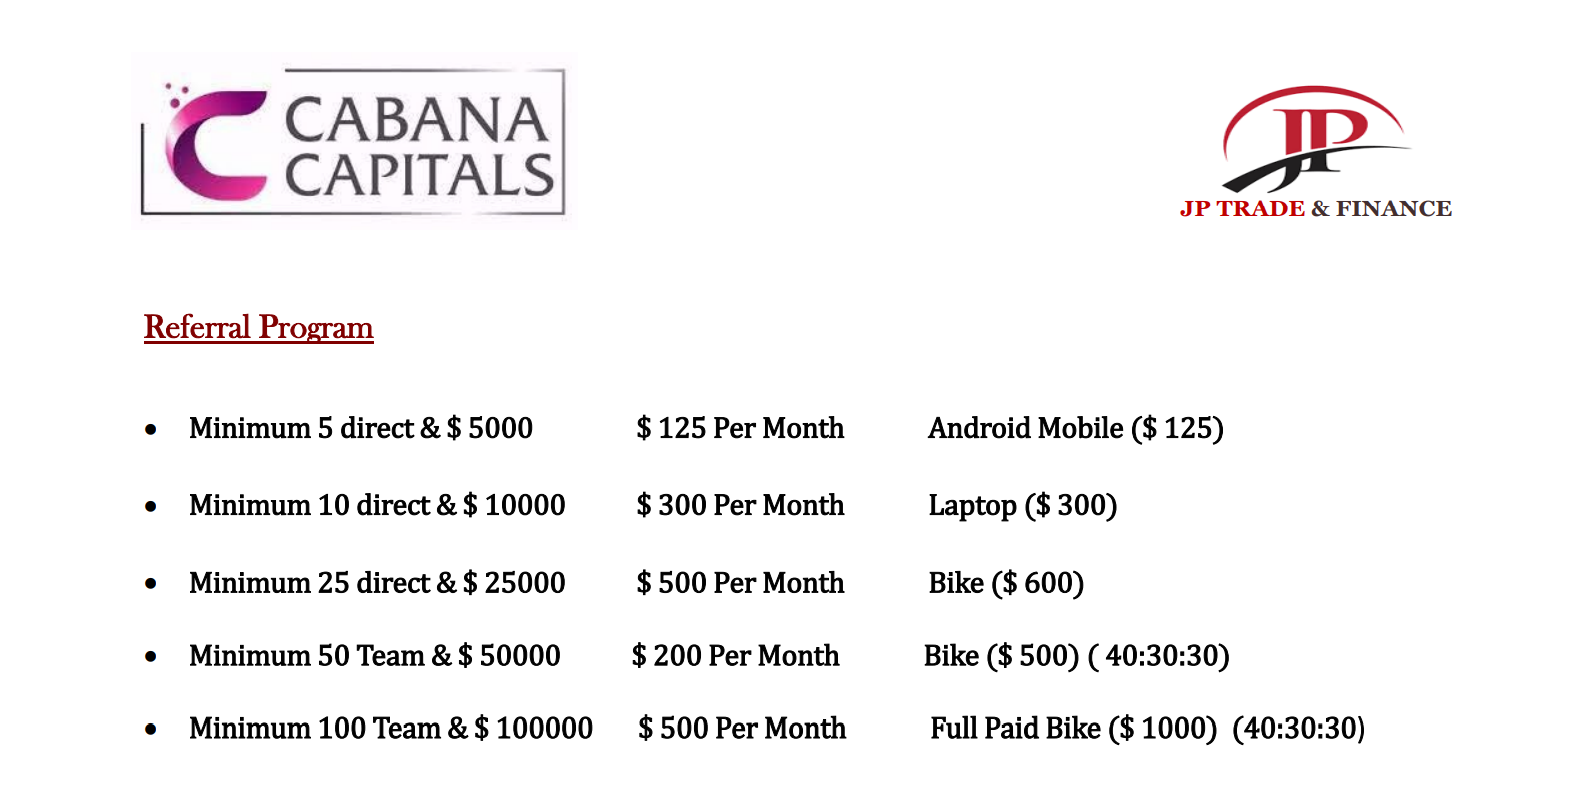 CABANA
CAPITALS
JP
JP TRADE & FINANCE
Referral Program
• Minimum 5 direct & $ 5000 $ 125 Per Month Android Mobile ($ 125)
• Minimum 10 direct & $ 10000 $ 300 Per Month Laptop ($ 300)
• Minimum 25 direct & $ 25000 $ 500 Per Month Bike ($ 600)
• Minimum 50 Team & $ 50000 $ 200 Per Month Bike ($ 500) ( 40:30:30)
• Minimum 100 Team & $ 100000 $ 500 Per Month Full Paid Bike ($ 1000) (40:30:30)